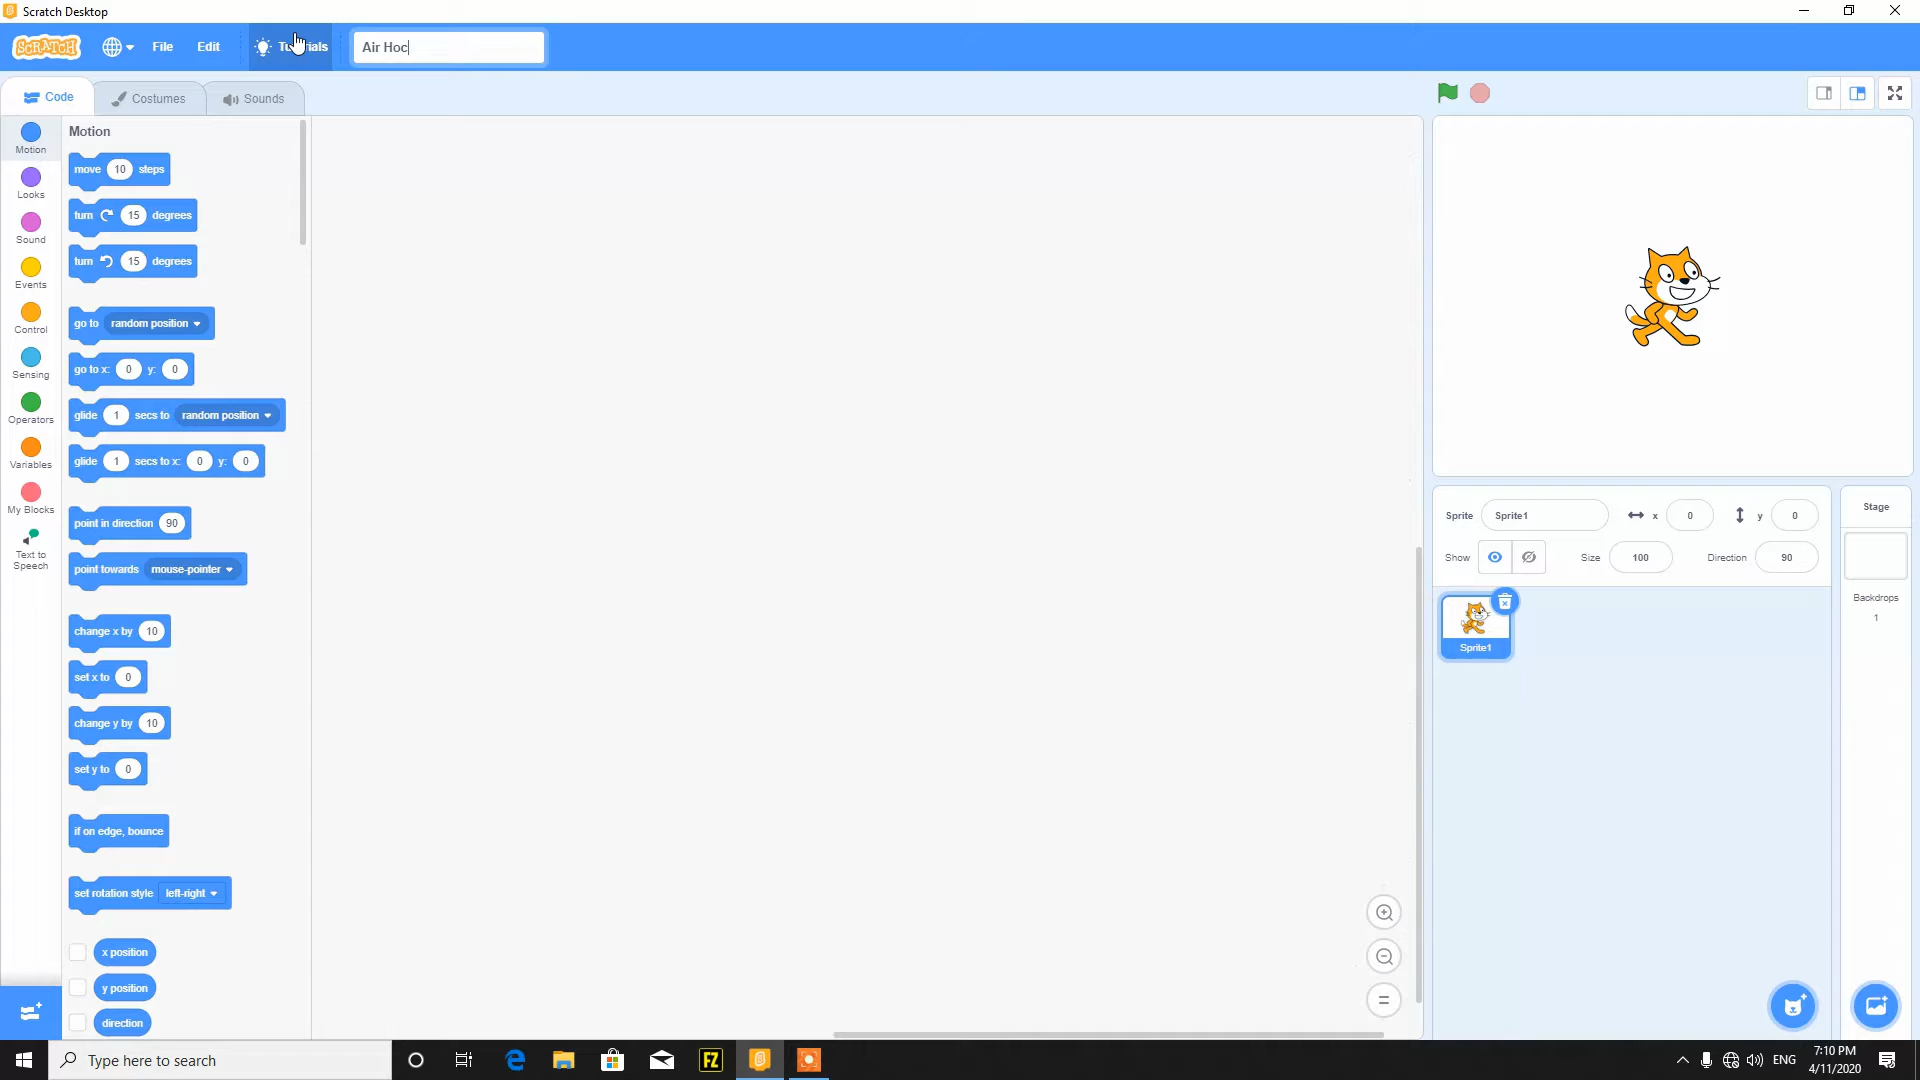 Scratch Desktop
SCRATCH File Edit Tutorials Air Hoc
Code Costumes Sounds
Motion
Looks
Sound
Events
Control
Sensing
Operators
Variables
My Blocks
Text to
Speech
Motion
move 10 steps
turn 15 degrees
turn 15 degrees
go to random position
go to x: 0 y: 0
glide 1 secs to random position
glide 1 secs to x: 0 y: 0
point in direction 90
point towards mouse-pointer
change x by 10
set x to 0
change y by 10
set y to 0
if on edge, bounce
set rotation style left-right
x position
y position
direction
Sprite Sprite1 x 0 y 0
Show Size 100 Direction 90
Sprite1
Stage
Backdrops
1
Type here to search
FZ
ENG
7:10 PM
4/11/2020